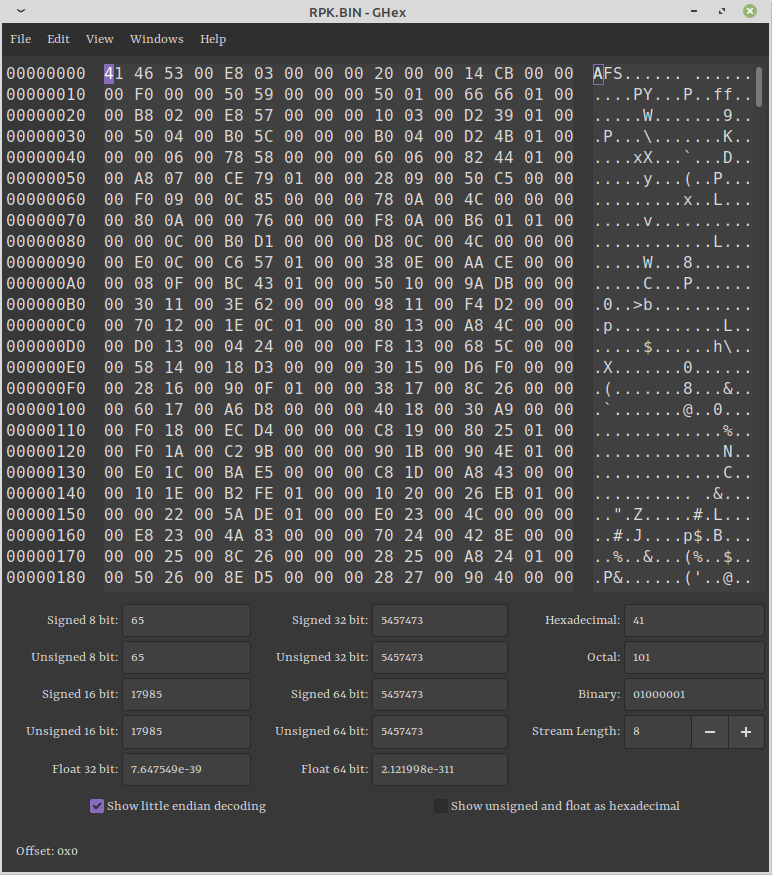 RPK.BIN - GHex
File Edit View Windows Help
00000000 41 46 53 00 E8 03 00 00 00 20 00 00 14 CB 00 00 AFS...... ......
00000010 00 F0 00 00 50 59 00 00 00 50 01 00 66 66 01 00 ....PY...P..ff..
00000020 00 B8 02 00 E8 57 00 00 00 10 03 00 D2 39 01 00 .....W.......9..
00000030 00 50 04 00 B0 5C 00 00 00 B0 04 00 D2 4B 01 00 .P...\.......K..
00000040 00 00 06 00 78 58 00 00 00 60 06 00 82 44 01 00 ....xX...`...D..
00000050 00 A8 07 00 CE 79 01 00 00 28 09 00 50 C5 00 00 .....y...(..P...
00000060 00 F0 09 00 0C 85 00 00 00 78 0A 00 4C 00 00 00 .........x..L...
00000070 00 80 0A 00 00 76 00 00 00 F8 0A 00 B6 01 01 00 .....v..........
00000080 00 00 0C 00 B0 D1 00 00 00 D8 0C 00 4C 00 00 00 ............L...
00000090 00 E0 0C 00 C6 57 01 00 00 38 0E 00 AA CE 00 00 .....W...8......
000000A0 00 08 0F 00 BC 43 01 00 00 50 10 00 9A DB 00 00 .....C...P......
000000B0 00 30 11 00 3E 62 00 00 00 98 11 00 F4 D2 00 00 .0..>b..........
000000C0 00 70 12 00 1E 0C 01 00 00 80 13 00 A8 4C 00 00 .p...........L..
000000D0 00 D0 13 00 04 24 00 00 00 F8 13 00 68 5C 00 00 .....$......h\..
000000E0 00 58 14 00 18 D3 00 00 00 30 15 00 D6 F0 00 00 .X.......0......
000000F0 00 28 16 00 90 0F 01 00 00 38 17 00 8C 26 00 00 .(.......8...&..
00000100 00 60 17 00 A6 D8 00 00 00 40 18 00 30 A9 00 00 .`.......@..0...
00000110 00 F0 18 00 EC D4 00 00 00 C8 19 00 80 25 01 00 .............%..
00000120 00 F0 1A 00 C2 9B 00 00 00 90 1B 00 90 4E 01 00 .............N..
00000130 00 E0 1C 00 BA E5 00 00 00 C8 1D 00 A8 43 00 00 .............C..
00000140 00 10 1E 00 B2 FE 01 00 00 10 20 00 26 EB 01 00 .......... .&...
00000150 00 00 22 00 5A DE 01 00 00 E0 23 00 4C 00 00 00 ..".Z.....#.L...
00000160 00 E8 23 00 4A 83 00 00 00 70 24 00 42 8E 00 00 ..#.J....p$.B...
00000170 00 00 25 00 8C 26 00 00 00 28 25 00 A8 24 01 00 ..%..&...(%..$..
00000180 00 50 26 00 8E D5 00 00 00 28 27 00 90 40 00 00 .P&......('..@..
Signed 8 bit: 65 Signed 32 bit: 5457473 Hexadecimal: 41
Unsigned 8 bit: 65 Unsigned 32 bit: 5457473 Octal: 101
Signed 16 bit: 17985 Signed 64 bit: 5457473 Binary: 01000001
Unsigned 16 bit: 17985 Unsigned 64 bit: 5457473 Stream Length: 8 − +
Float 32 bit: 7.647549e-39 Float 64 bit: 2.121998e-311
Show little endian decoding Show unsigned and float as hexadecimal
Offset: 0x0